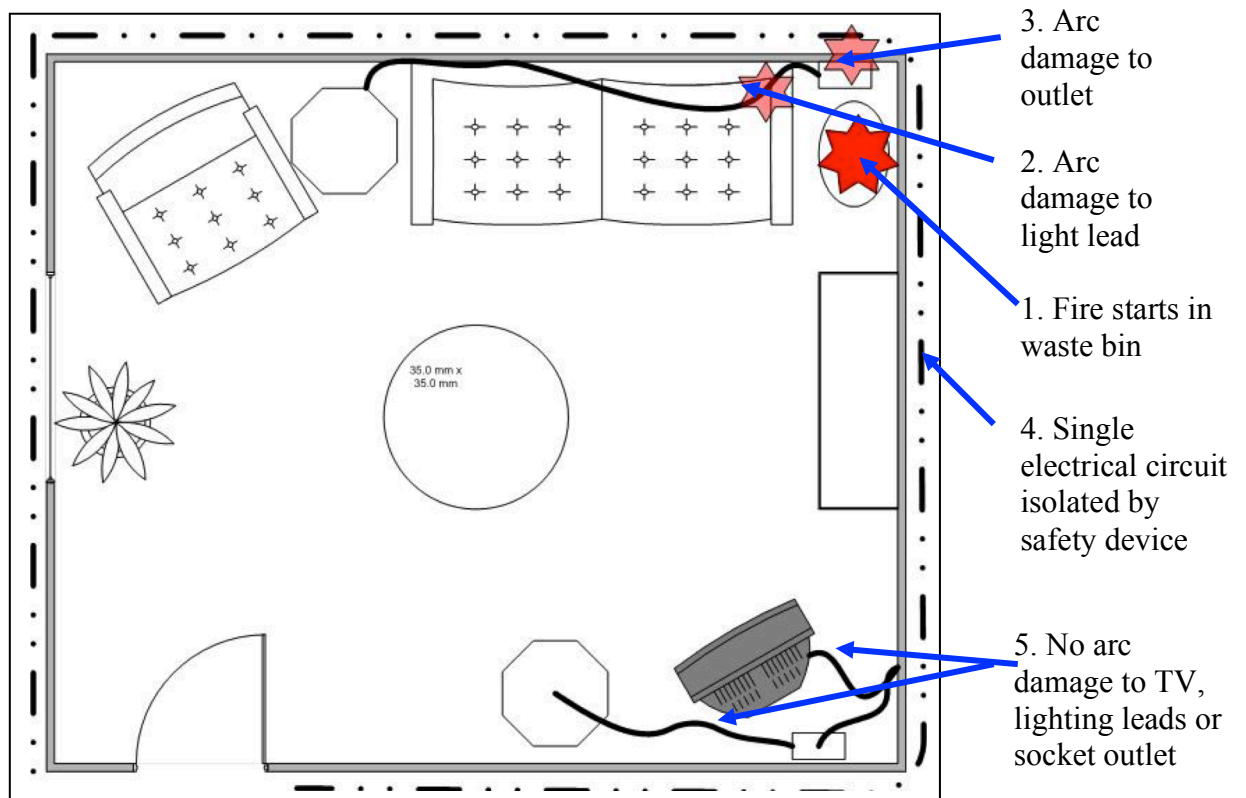 3. Arc
damage to
outlet
2. Arc
damage to
light lead
1. Fire starts in
waste bin
35.0 mm x
35.0 mm
4. Single
electrical circuit
isolated by
safety device
5. No arc
damage to TV,
lighting leads or
socket outlet